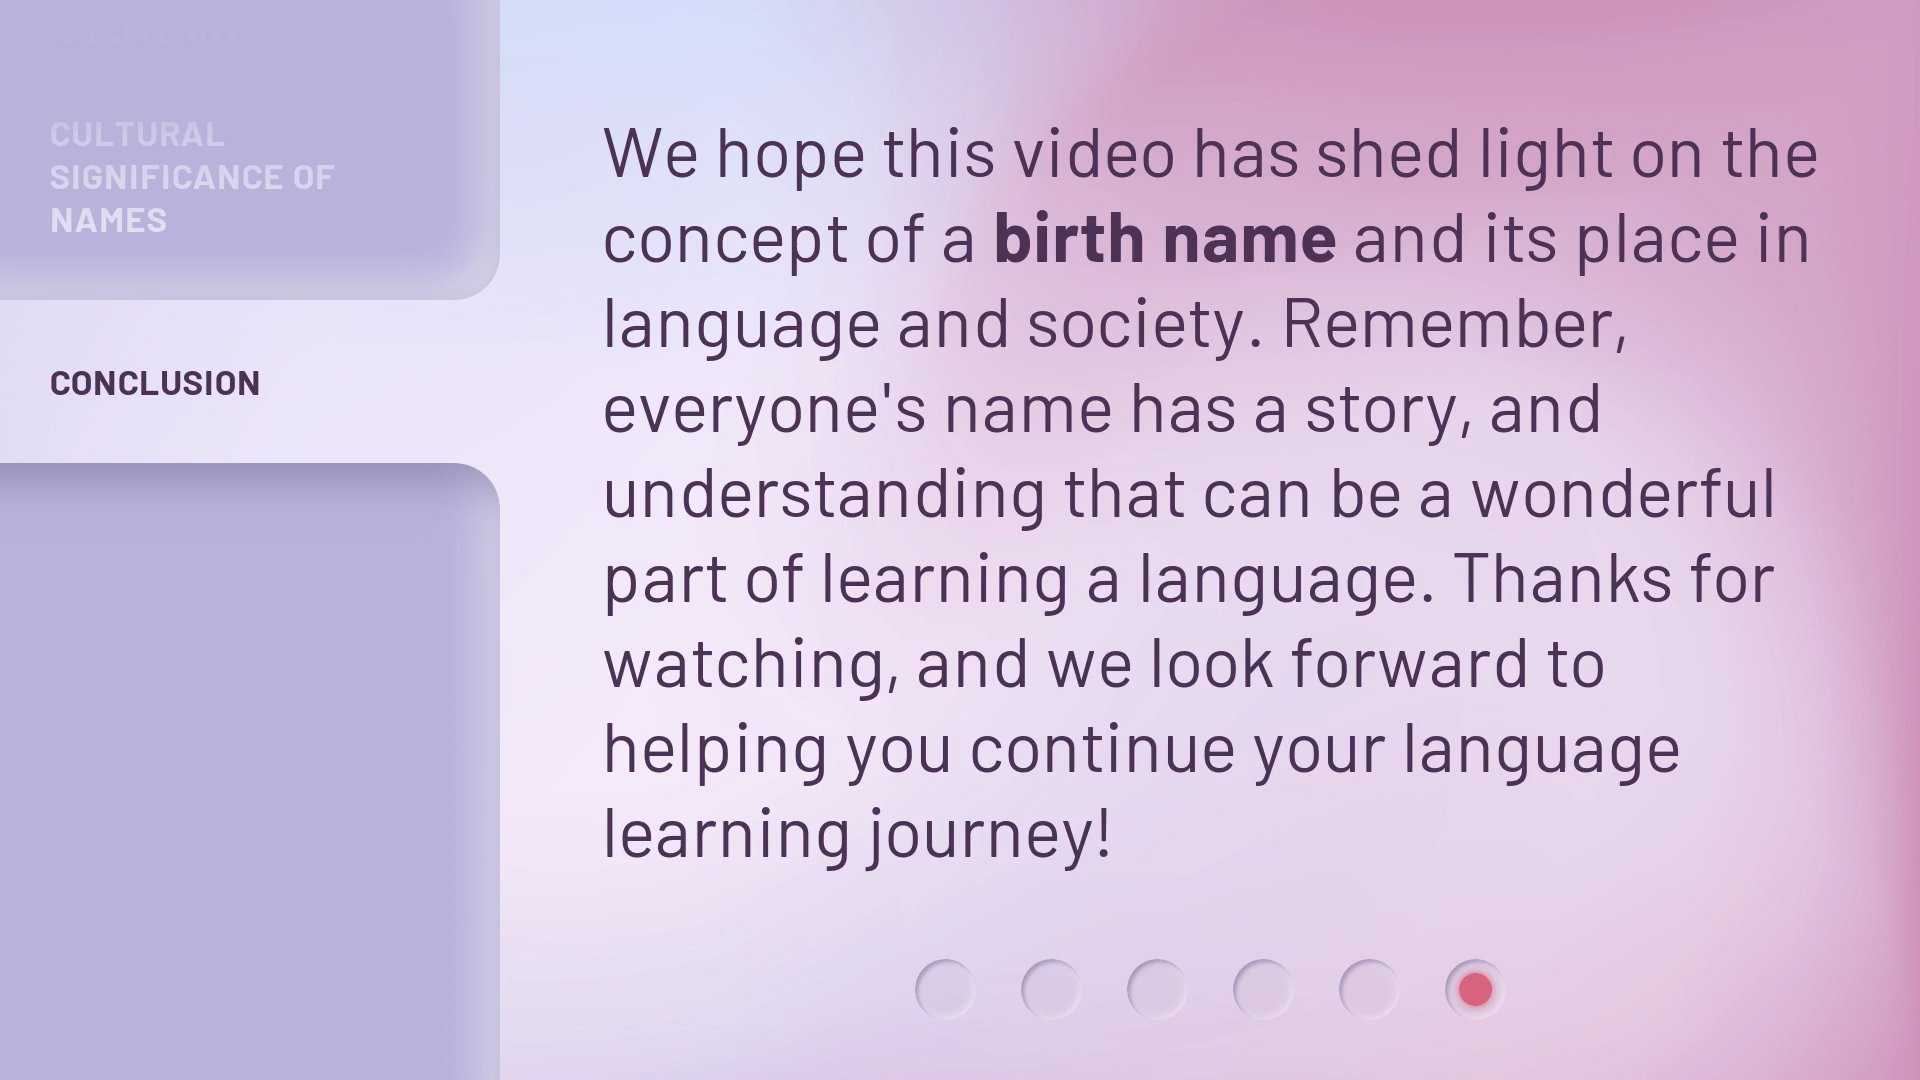 IMPORTANT?
CULTURAL
SIGNIFICANCE OF
NAMES
CONCLUSION
We hope this video has shed light on the
concept of a birth name and its place in
language and society. Remember,
everyone's name has a story, and
understanding that can be a wonderful
part of learning a language. Thanks for
watching, and we look forward to
helping you continue your language
learning journey!